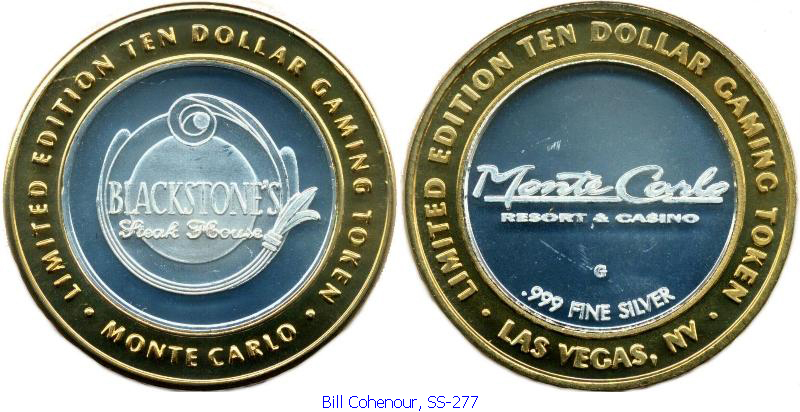 LIMITED EDITION TEN DOLLAR GAMING TOKEN
BLACKSTONE'S
Steak House
• MONTE CARLO •
LIMITED EDITION TEN DOLLAR GAMING TOKEN
Monte Carlo
RESORT & CASINO
G
.999 FINE SILVER
• LAS VEGAS, NV •
Bill Cohenour, SS-277